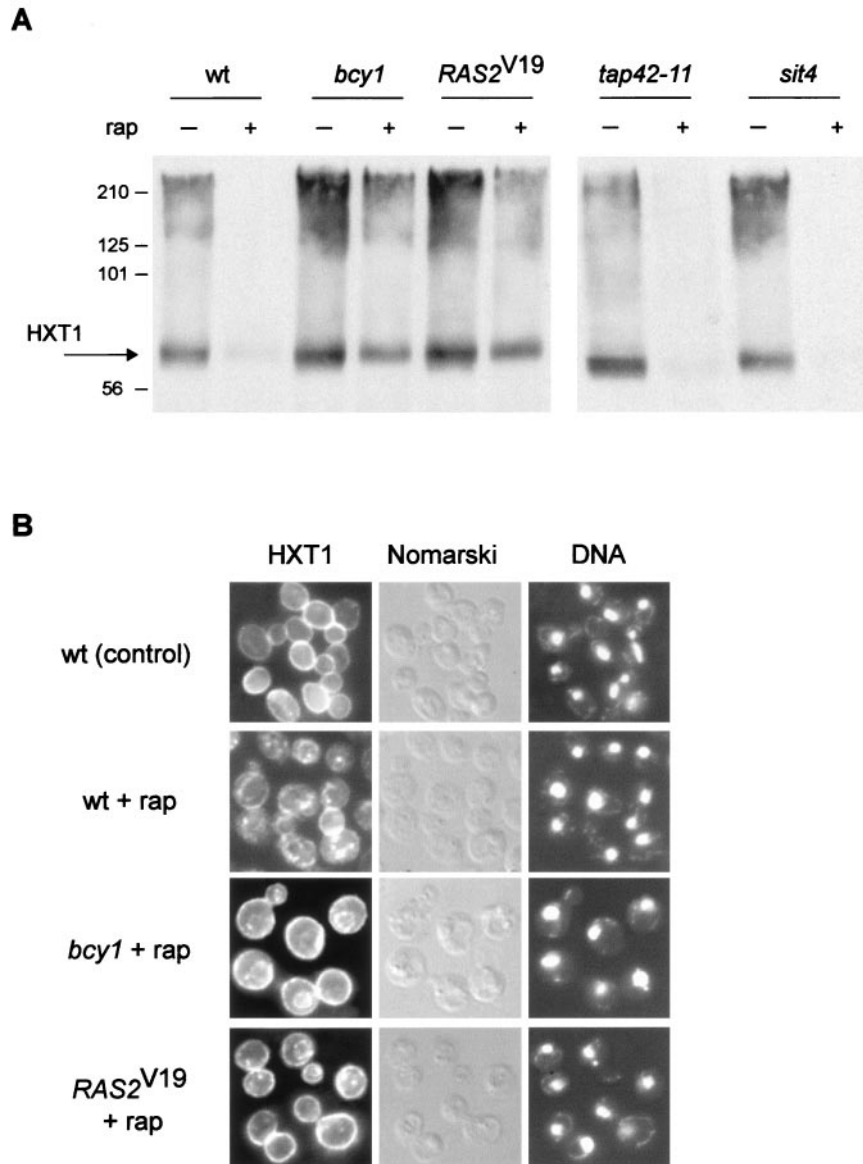 A
wt bcy1 RAS2V19 tap42-11 sit4
rap – + – + – + – + – +
210 –
125 –
101 –
HXT1
56 –
B
HXT1 Nomarski DNA
wt (control)
wt + rap
bcy1 + rap
RAS2V19
+ rap